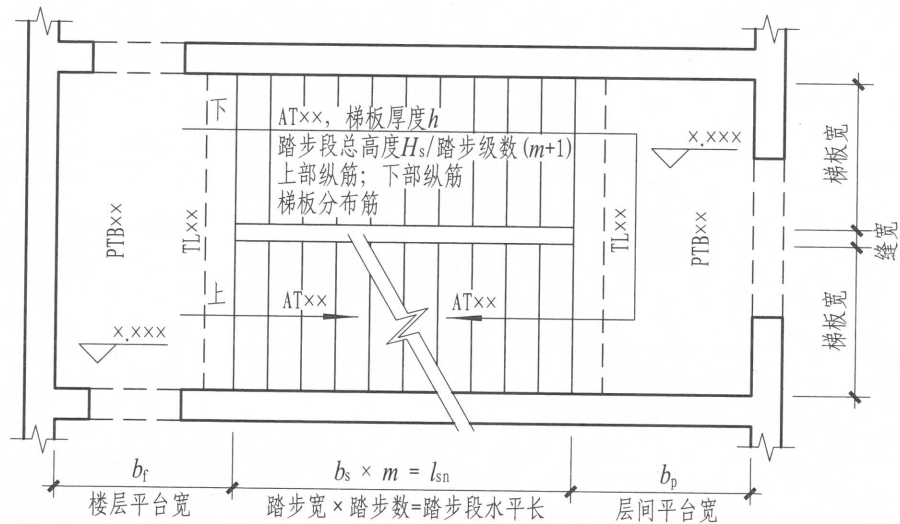 下
AT××，梯板厚度h
踏步段总高度Hs/踏步级数(m+1)
上部纵筋；下部纵筋
梯板分布筋
x.xxx
梯板宽
PTB××
TL××
TL××
PTB××
缝宽
上
AT××
AT××
x.xxx
梯板宽
bf
bs × m = lsn
bp
楼层平台宽
踏步宽×踏步数=踏步段水平长
层间平台宽